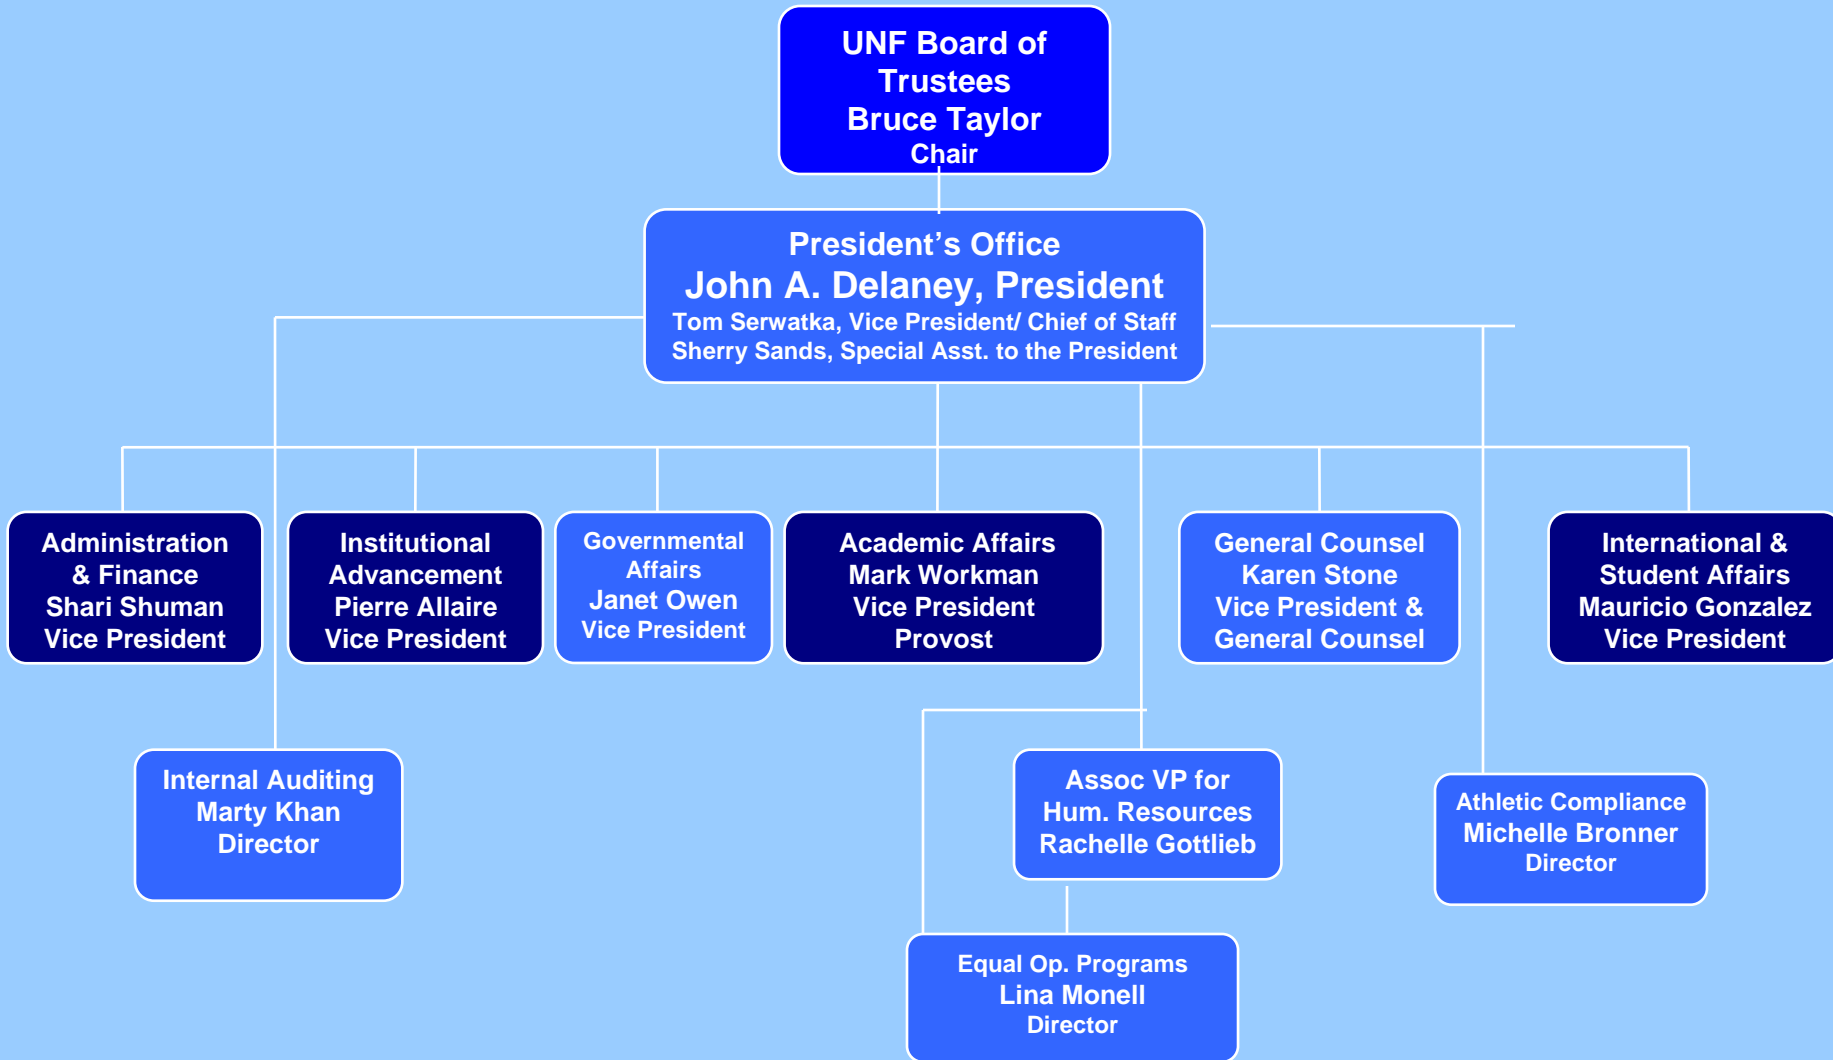 UNF Board of
Trustees
Bruce Taylor
Chair
President’s Office
John A. Delaney, President
Tom Serwatka, Vice President/ Chief of Staff
Sherry Sands, Special Asst. to the President
Administration
& Finance
Shari Shuman
Vice President
Institutional
Advancement
Pierre Allaire
Vice President
Governmental
Affairs
Janet Owen
Vice President
Academic Affairs
Mark Workman
Vice President
Provost
General Counsel
Karen Stone
Vice President &
General Counsel
International &
Student Affairs
Mauricio Gonzalez
Vice President
Internal Auditing
Marty Khan
Director
Assoc VP for
Hum. Resources
Rachelle Gottlieb
Athletic Compliance
Michelle Bronner
Director
Equal Op. Programs
Lina Monell
Director